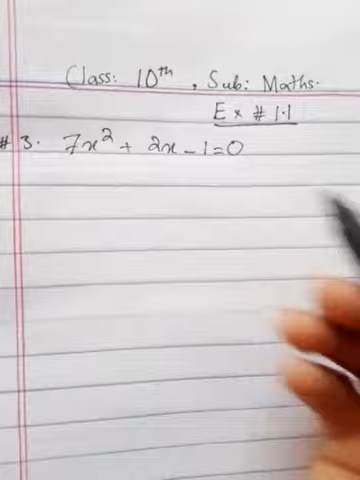 Class: 10th, Sub: Maths.
Ex # 1.1
# 3. 7x² + 2x - 1 = 0